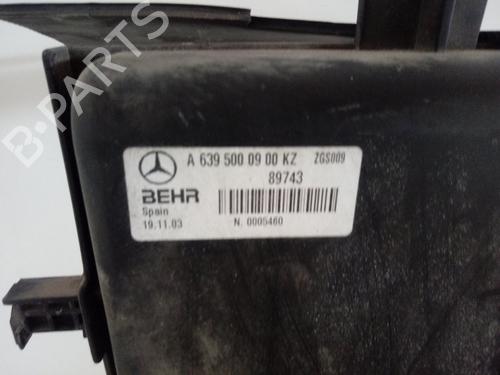 B-PARTS
A 639 500 09 00 KZ ZGS009
89743
BEHR
Spain
19.11.03
N. 0005460